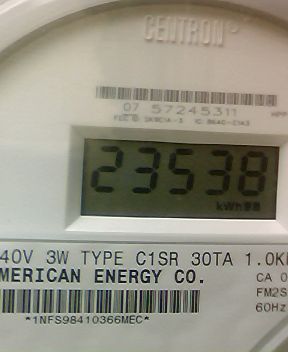 CENTRON®
07 57245311
23538
kWh
40V 3W TYPE C1SR 30TA 1.0K
MERICAN ENERGY CO.
CA 0
FM2S
60Hz
*1NFS98410366MEC*